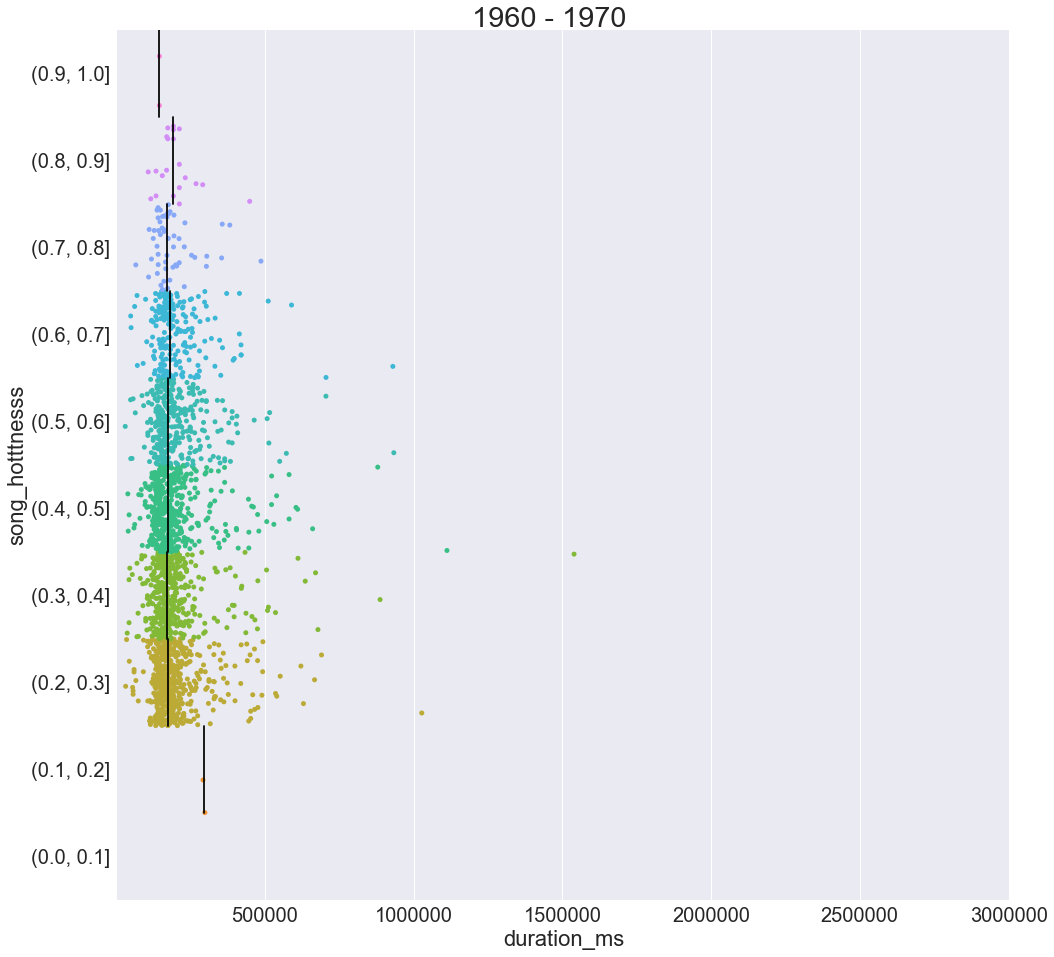 1960 - 1970
song_hotttnesss
(0.9, 1.0]
(0.8, 0.9]
(0.7, 0.8]
(0.6, 0.7]
(0.5, 0.6]
(0.4, 0.5]
(0.3, 0.4]
(0.2, 0.3]
(0.1, 0.2]
(0.0, 0.1]
500000 1000000 1500000 2000000 2500000 3000000
duration_ms